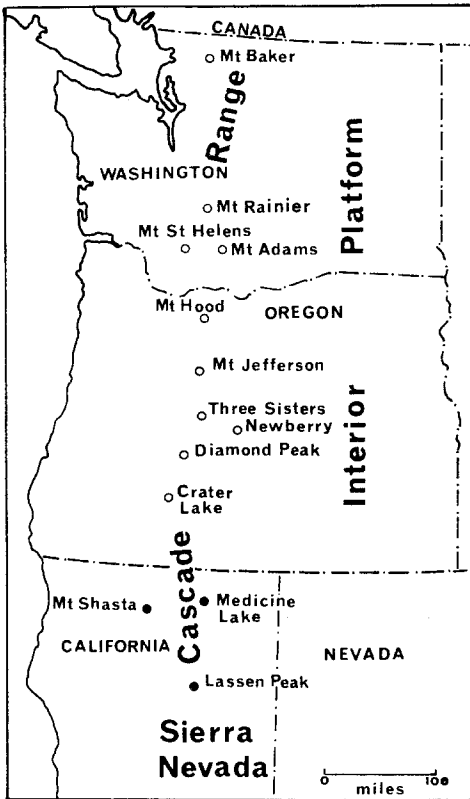 CANADA
Mt Baker
Range
WASHINGTON
Platform
Mt Rainier
Mt St Helens
Mt Adams
Mt Hood
OREGON
Mt Jefferson
Three Sisters
Newberry
Interior
Diamond Peak
Crater
Lake
Cascade
Mt Shasta
Medicine
Lake
CALIFORNIA
NEVADA
Lassen Peak
Sierra
Nevada
0 100
miles